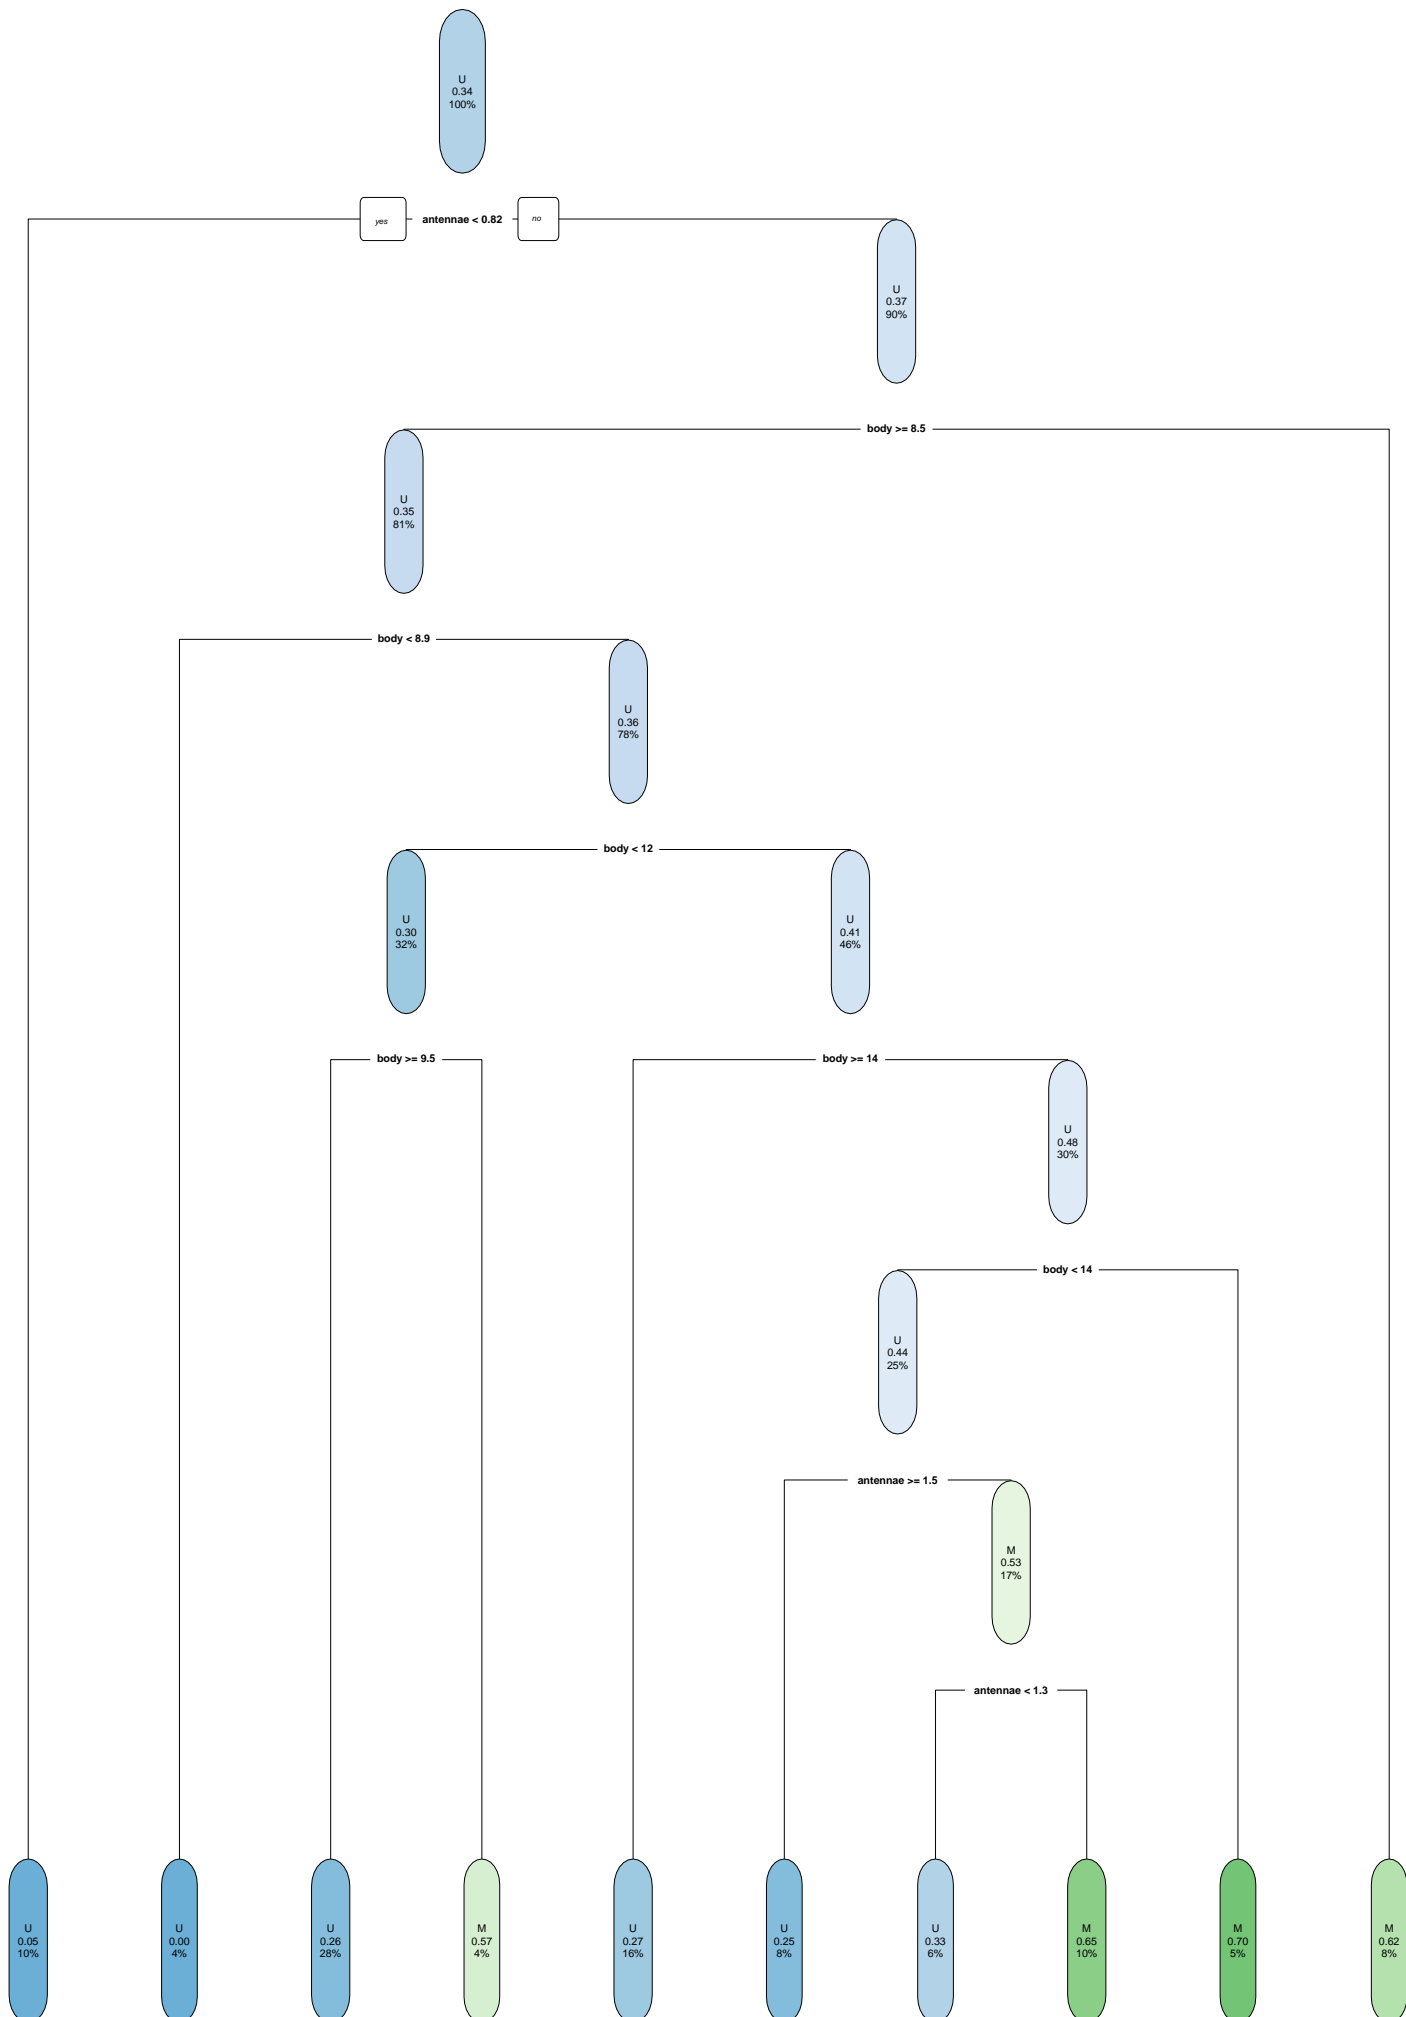 U
0.34
100%
yes
antennae < 0.82
no
U
0.37
90%
body >= 8.5
U
0.35
81%
body < 8.9
U
0.36
78%
body < 12
U
0.30
32%
U
0.41
46%
body >= 9.5
body >= 14
U
0.48
30%
body < 14
U
0.44
25%
antennae >= 1.5
M
0.53
17%
antennae < 1.3
U
0.05
10%
U
0.00
4%
U
0.26
28%
M
0.57
4%
U
0.27
16%
U
0.25
8%
U
0.33
6%
M
0.65
10%
M
0.70
5%
M
0.62
8%